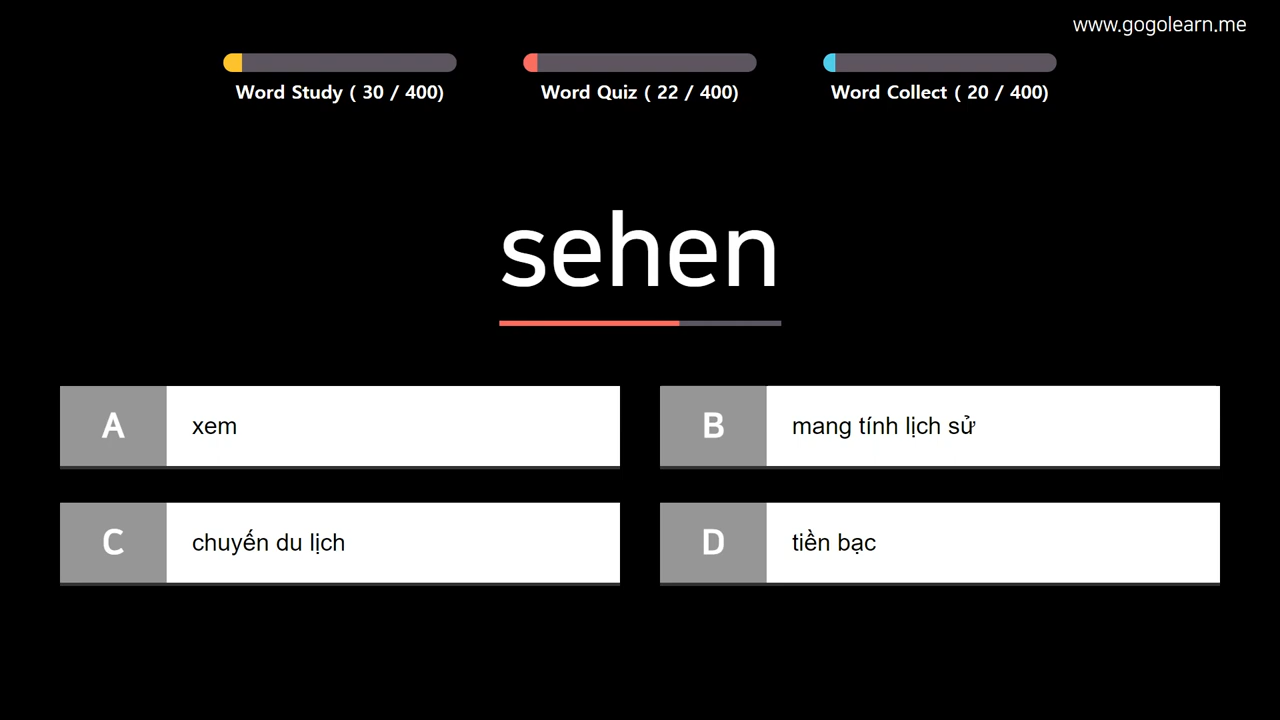 www.gogolearn.me
Word Study ( 30 / 400)
Word Quiz ( 22 / 400)
Word Collect ( 20 / 400)
sehen
A xem
B mang tính lịch sử
C chuyến du lịch
D tiền bạc